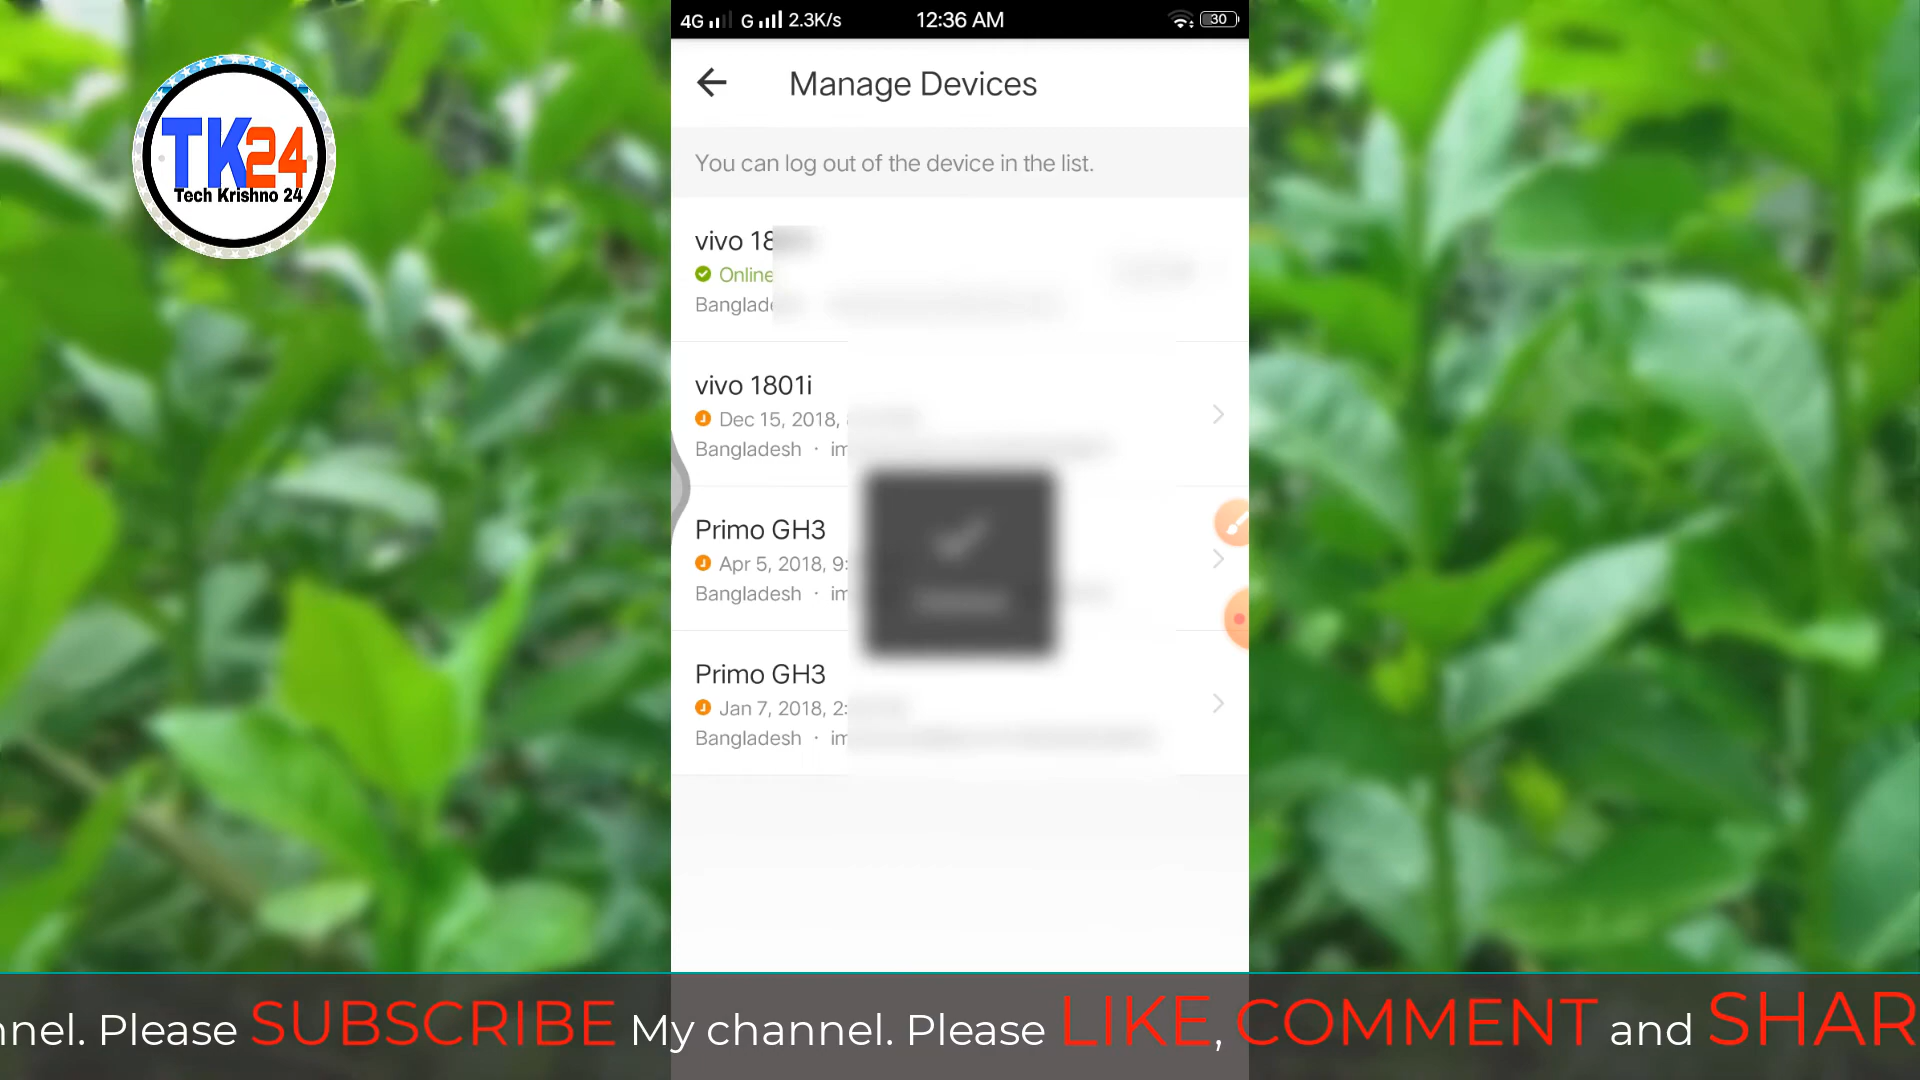 4G G 2.3K/s 12:36 AM 30
TK24
Tech Krishno 24
Manage Devices
You can log out of the device in the list.
vivo 18
Online
Banglade
vivo 1801i
Dec 15, 2018,
Bangladesh · im
Primo GH3
Apr 5, 2018, 9:
Bangladesh · im
Primo GH3
Jan 7, 2018, 2:
Bangladesh · im
nnel. Please SUBSCRIBE My channel. Please LIKE, COMMENT and SHAR